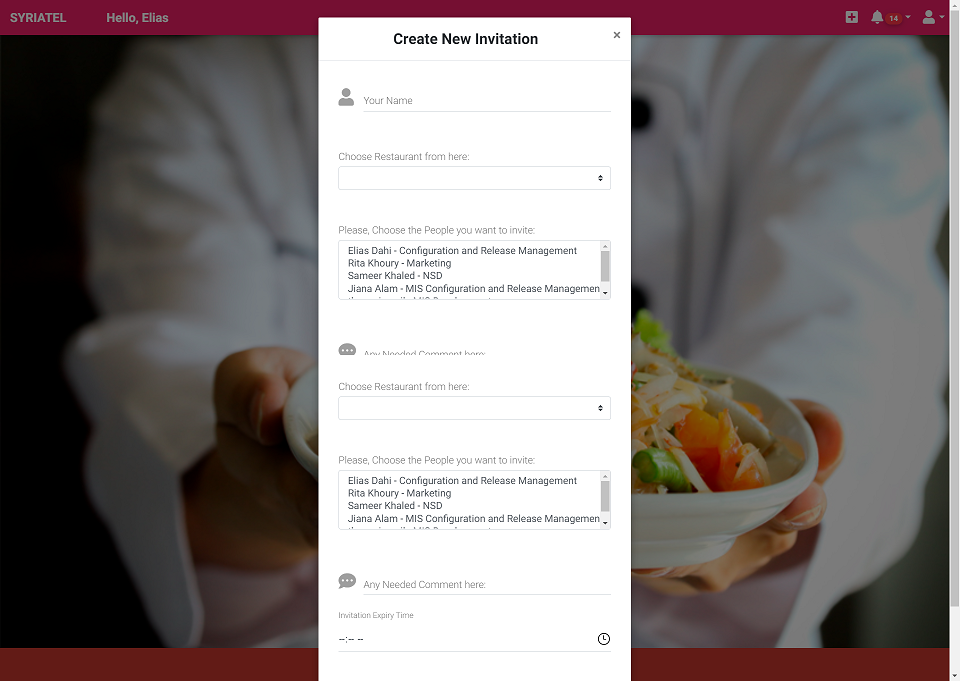 SYRIATEL
Hello, Elias
14
Create New Invitation
×
Your Name
Choose Restaurant from here:
Please, Choose the People you want to invite:
Elias Dahi - Configuration and Release Management
Rita Khoury - Marketing
Sameer Khaled - NSD
Jiana Alam - MIS Configuration and Release Managemen
Any Needed Comment here:
Choose Restaurant from here:
Please, Choose the People you want to invite:
Elias Dahi - Configuration and Release Management
Rita Khoury - Marketing
Sameer Khaled - NSD
Jiana Alam - MIS Configuration and Release Managemen
Any Needed Comment here:
Invitation Expiry Time
--:-- --